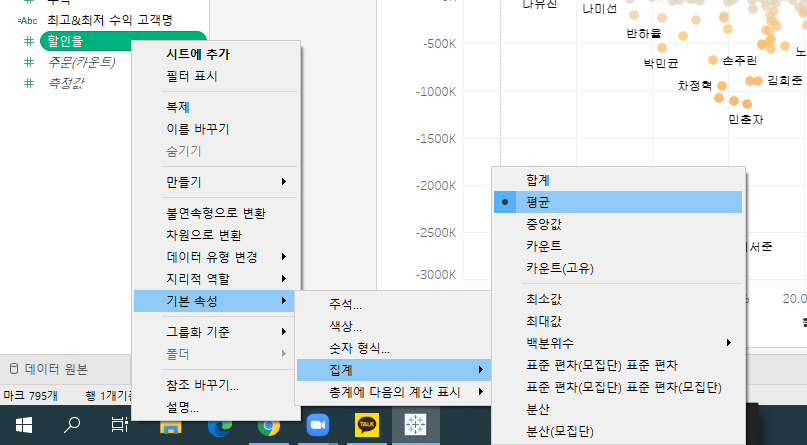 =Abc 최고&최저 수익 고객명
할인율
주문(카운트)
측정값
시트에 추가
필터 표시
복제
이름 바꾸기
숨기기
만들기
불연속형으로 변환
차원으로 변환
데이터 유형 변경
지리적 역할
기본 속성
그룹화 기준
폴더
참조 바꾸기...
설명...
주석...
색상...
숫자 형식...
집계
총계에 다음의 계산 표시
합계
평균
중앙값
카운트
카운트(고유)
최소값
최대값
백분위수
표준 편차(모집단) 표준 편차
표준 편차(모집단) 표준 편차(모집단)
분산
분산(모집단)
0K
-500K
-1000K
-1500K
-2000K
-2500K
-3000K
나유진
나미선
반하율
박민균
손주린
노
차정혁
김희준
민춘자
서준
%
20.0
데이터 원본
마크 795개
행 1개
TALK